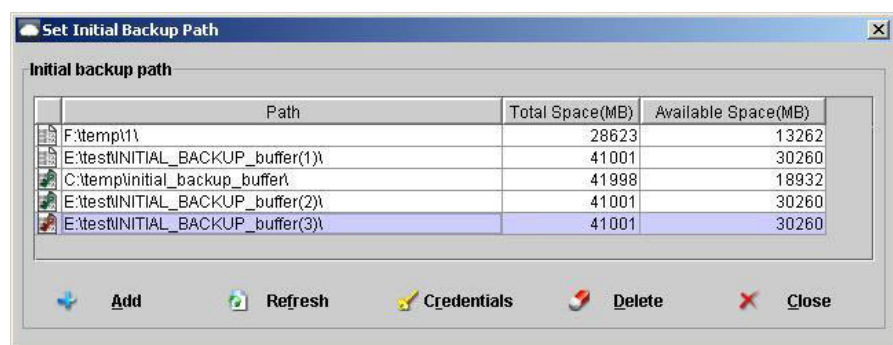 Set Initial Backup Path
Initial backup path
Path Total Space(MB) Available Space(MB)
F:\temp\1\ 28623 13262
E:\test\INITIAL_BACKUP_buffer(1)\ 41001 30260
C:\temp\initial_backup_buffer\ 41998 18932
E:\test\INITIAL_BACKUP_buffer(2)\ 41001 30260
E:\test\INITIAL_BACKUP_buffer(3)\ 41001 30260
Add Refresh Credentials Delete Close